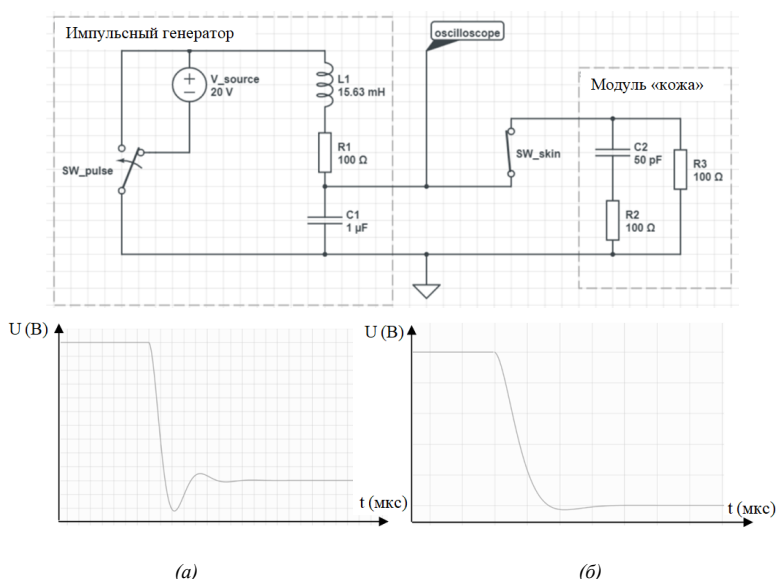 Импульсный генератор
oscilloscope
V_source
20 V
L1
15.63 mH
Модуль «кожа»
SW_pulse
R1
100 Ω
SW_skin
C2
50 pF
R3
100 Ω
C1
1 µF
R2
100 Ω
U (В)
t (мкс)
U (В)
t (мкс)
(а)
(б)